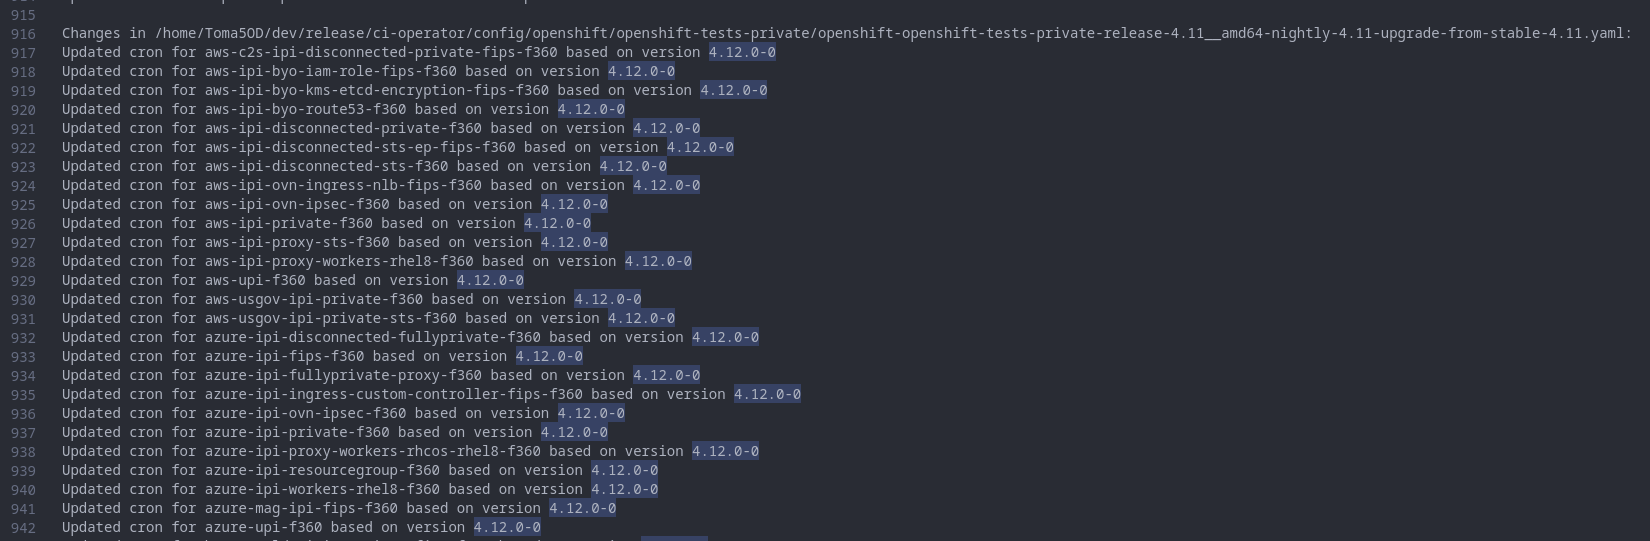 915
916 Changes in /home/Toma5OD/dev/release/ci-operator/config/openshift/openshift-tests-private/openshift-openshift-tests-private-release-4.11__amd64-nightly-4.11-upgrade-from-stable-4.11.yaml:
917 Updated cron for aws-c2s-ipi-disconnected-private-fips-f360 based on version 4.12.0-0
918 Updated cron for aws-ipi-byo-iam-role-fips-f360 based on version 4.12.0-0
919 Updated cron for aws-ipi-byo-kms-etcd-encryption-fips-f360 based on version 4.12.0-0
920 Updated cron for aws-ipi-byo-route53-f360 based on version 4.12.0-0
921 Updated cron for aws-ipi-disconnected-private-f360 based on version 4.12.0-0
922 Updated cron for aws-ipi-disconnected-sts-ep-fips-f360 based on version 4.12.0-0
923 Updated cron for aws-ipi-disconnected-sts-f360 based on version 4.12.0-0
924 Updated cron for aws-ipi-ovn-ingress-nlb-fips-f360 based on version 4.12.0-0
925 Updated cron for aws-ipi-ovn-ipsec-f360 based on version 4.12.0-0
926 Updated cron for aws-ipi-private-f360 based on version 4.12.0-0
927 Updated cron for aws-ipi-proxy-sts-f360 based on version 4.12.0-0
928 Updated cron for aws-ipi-proxy-workers-rhel8-f360 based on version 4.12.0-0
929 Updated cron for aws-upi-f360 based on version 4.12.0-0
930 Updated cron for aws-usgov-ipi-private-f360 based on version 4.12.0-0
931 Updated cron for aws-usgov-ipi-private-sts-f360 based on version 4.12.0-0
932 Updated cron for azure-ipi-disconnected-fullyprivate-f360 based on version 4.12.0-0
933 Updated cron for azure-ipi-fips-f360 based on version 4.12.0-0
934 Updated cron for azure-ipi-fullyprivate-proxy-f360 based on version 4.12.0-0
935 Updated cron for azure-ipi-ingress-custom-controller-fips-f360 based on version 4.12.0-0
936 Updated cron for azure-ipi-ovn-ipsec-f360 based on version 4.12.0-0
937 Updated cron for azure-ipi-private-f360 based on version 4.12.0-0
938 Updated cron for azure-ipi-proxy-workers-rhcos-rhel8-f360 based on version 4.12.0-0
939 Updated cron for azure-ipi-resourcegroup-f360 based on version 4.12.0-0
940 Updated cron for azure-ipi-workers-rhel8-f360 based on version 4.12.0-0
941 Updated cron for azure-mag-ipi-fips-f360 based on version 4.12.0-0
942 Updated cron for azure-upi-f360 based on version 4.12.0-0